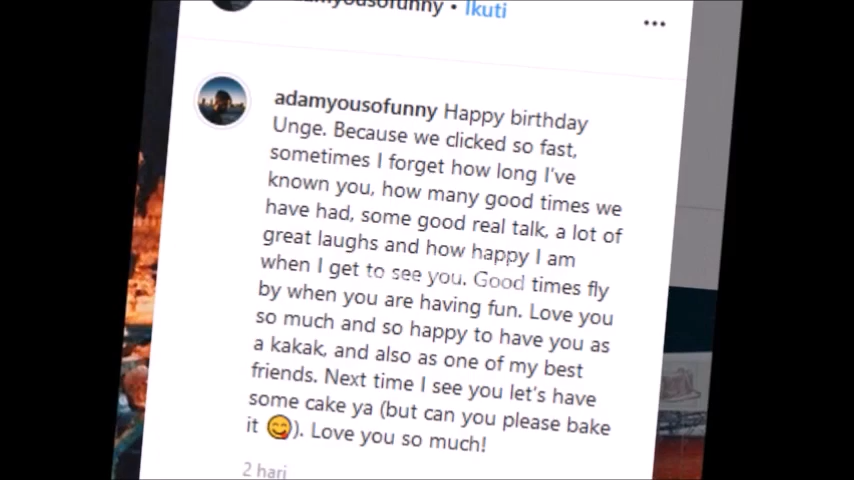 adamyousofunny • Ikuti
adamyousofunny Happy birthday
Unge. Because we clicked so fast,
sometimes I forget how long I've
known you, how many good times we
have had, some good real talk, a lot of
great laughs and how happy I am
when I get to see you. Good times fly
by when you are having fun. Love you
so much and so happy to have you as
a kakak, and also as one of my best
friends. Next time I see you let's have
some cake ya (but can you please bake
it 😋). Love you so much!
2 hari